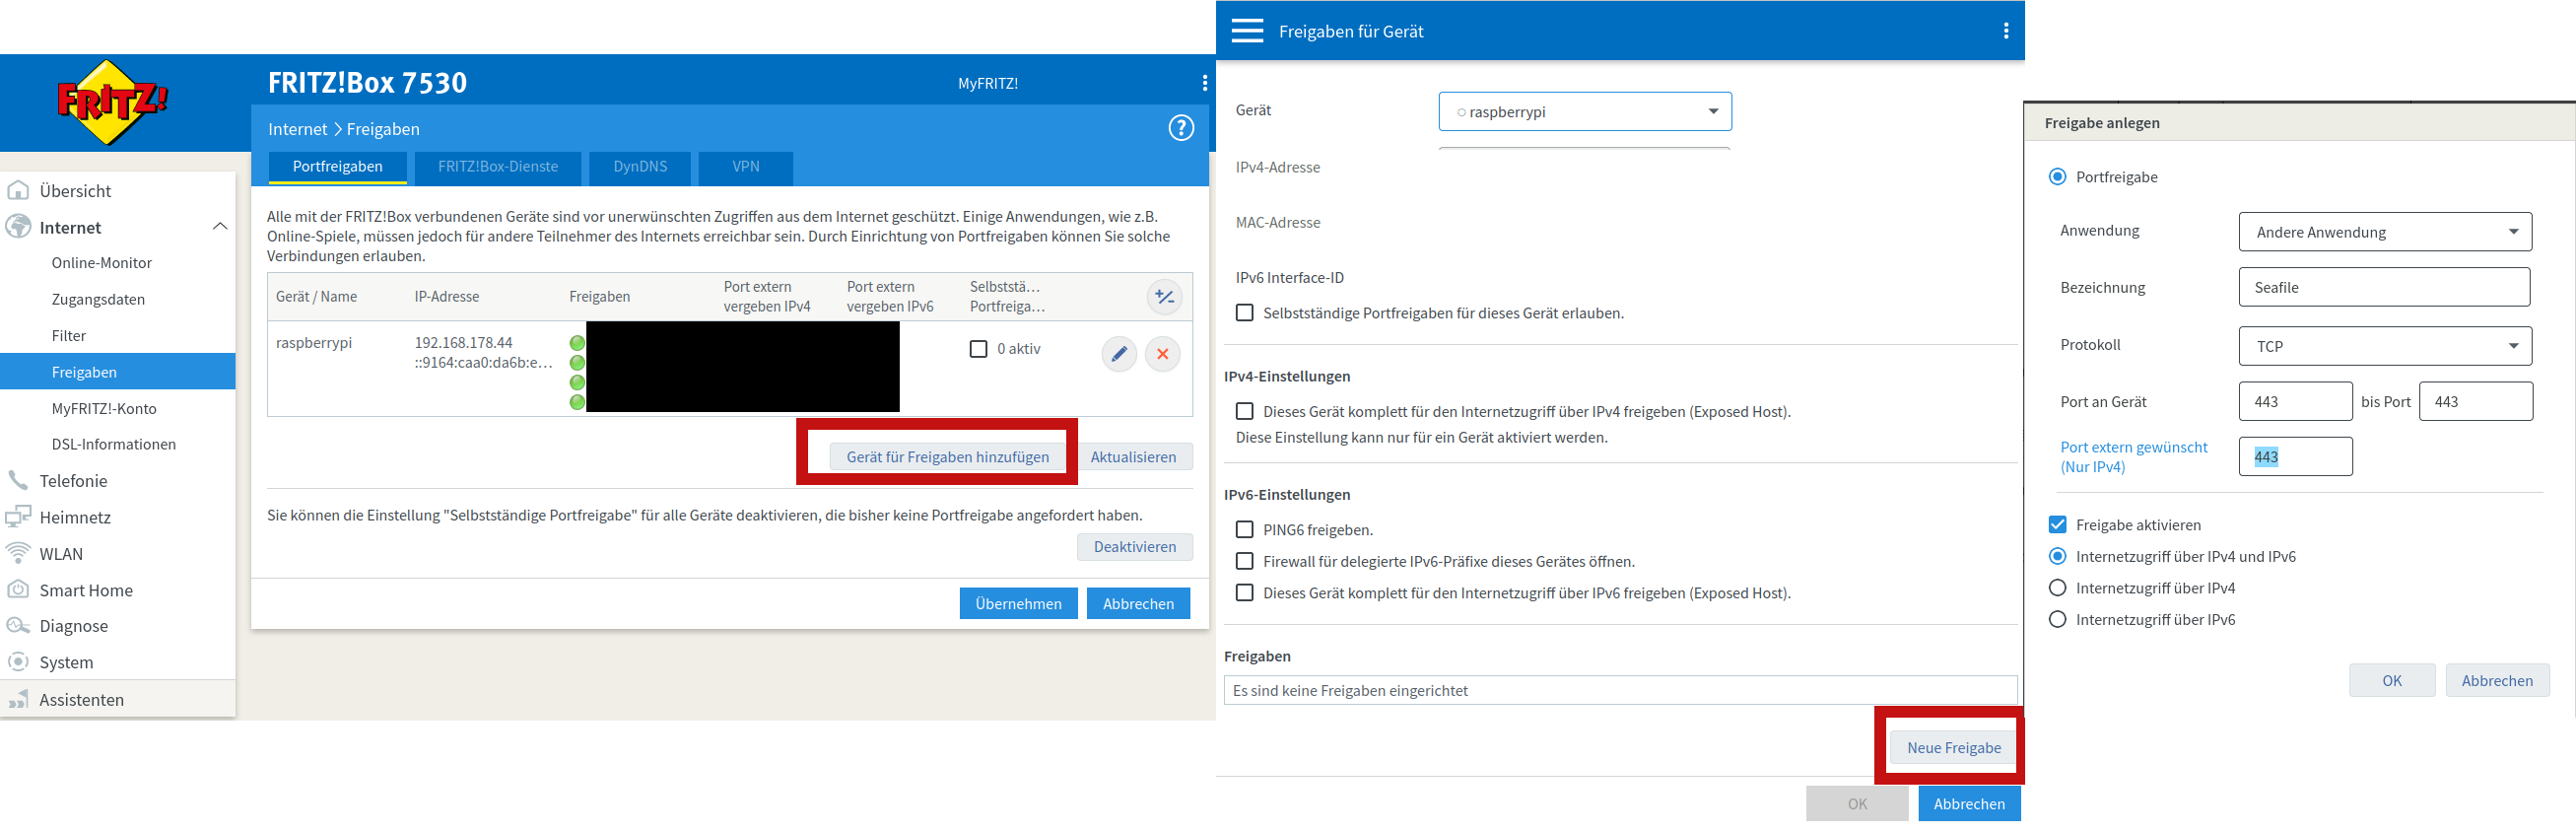 FRITZ!
FRITZ!Box 7530
MyFRITZ!
Internet > Freigaben
?
Portfreigaben
FRITZ!Box-Dienste
DynDNS
VPN
Übersicht
Internet
Online-Monitor
Zugangsdaten
Filter
Freigaben
MyFRITZ!-Konto
DSL-Informationen
Telefonie
Heimnetz
WLAN
Smart Home
Diagnose
System
Assistenten
Alle mit der FRITZ!Box verbundenen Geräte sind vor unerwünschten Zugriffen aus dem Internet geschützt. Einige Anwendungen, wie z.B.
Online-Spiele, müssen jedoch für andere Teilnehmer des Internets erreichbar sein. Durch Einrichtung von Portfreigaben können Sie solche
Verbindungen erlauben.
Gerät / Name
IP-Adresse
Freigaben
Port extern
vergeben IPv4
Port extern
vergeben IPv6
Selbststä…
Portfreiga…
raspberrypi
192.168.178.44
::9164:caa0:da6b:e…
0 aktiv
Gerät für Freigaben hinzufügen
Aktualisieren
Sie können die Einstellung "Selbstständige Portfreigabe" für alle Geräte deaktivieren, die bisher keine Portfreigabe angefordert haben.
Deaktivieren
Übernehmen
Abbrechen
Freigaben für Gerät
Gerät
raspberrypi
IPv4-Adresse
MAC-Adresse
IPv6 Interface-ID
Selbstständige Portfreigaben für dieses Gerät erlauben.
IPv4-Einstellungen
Dieses Gerät komplett für den Internetzugriff über IPv4 freigeben (Exposed Host).
Diese Einstellung kann nur für ein Gerät aktiviert werden.
IPv6-Einstellungen
PING6 freigeben.
Firewall für delegierte IPv6-Präfixe dieses Gerätes öffnen.
Dieses Gerät komplett für den Internetzugriff über IPv6 freigeben (Exposed Host).
Freigaben
Es sind keine Freigaben eingerichtet
Neue Freigabe
OK
Abbrechen
Freigabe anlegen
Portfreigabe
Anwendung
Andere Anwendung
Bezeichnung
Seafile
Protokoll
TCP
Port an Gerät
443
bis Port
443
Port extern gewünscht
(Nur IPv4)
443
Freigabe aktivieren
Internetzugriff über IPv4 und IPv6
Internetzugriff über IPv4
Internetzugriff über IPv6
OK
Abbrechen